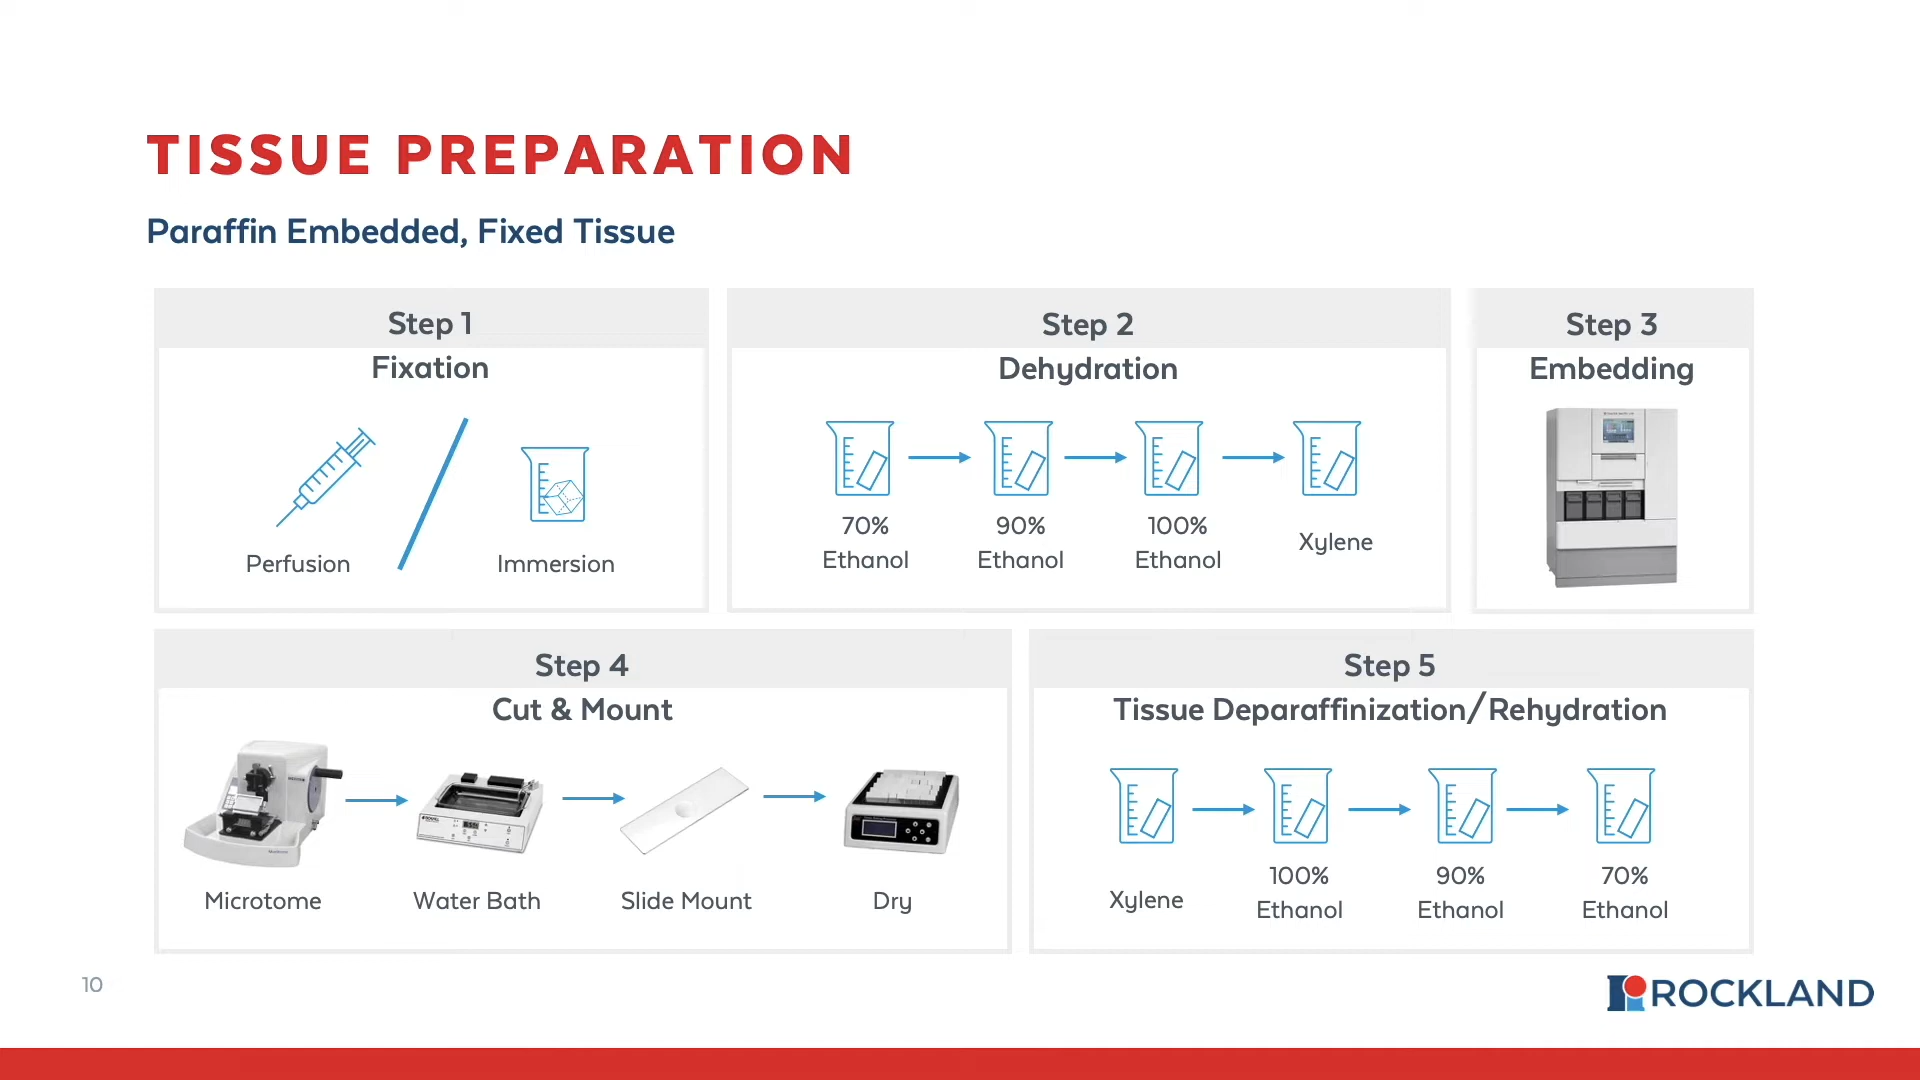 TISSUE PREPARATION
Paraffin Embedded, Fixed Tissue
Step 1
Fixation
Perfusion
Immersion
Step 2
Dehydration
70%
Ethanol
90%
Ethanol
100%
Ethanol
Xylene
Step 3
Embedding
Step 4
Cut & Mount
Microtome
Water Bath
Slide Mount
Dry
Step 5
Tissue Deparaffinization/Rehydration
Xylene
100%
Ethanol
90%
Ethanol
70%
Ethanol
10
ROCKLAND